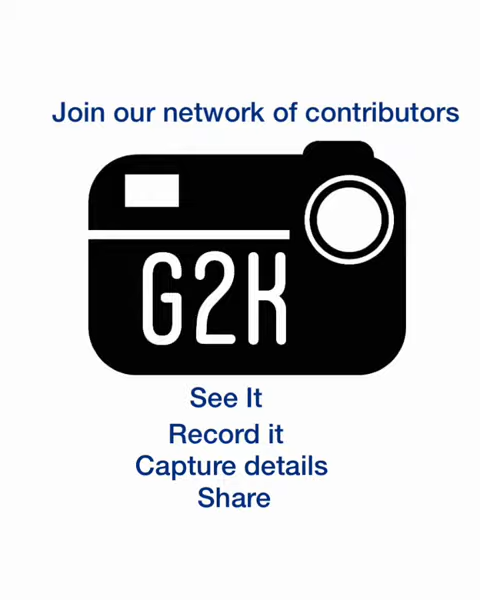 Join our network of contributors
G2K
See It
Record it
Capture details
Share